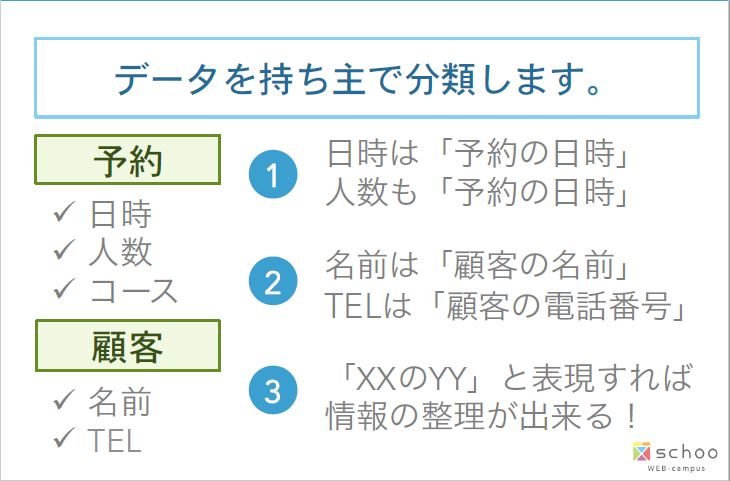 データを持ち主で分類します。
予約
✓ 日時
✓ 人数
✓ コース
顧客
✓ 名前
✓ TEL
1
日時は「予約の日時」
人数も「予約の日時」
2
名前は「顧客の名前」
TELは「顧客の電話番号」
3
「XXのYY」と表現すれば
情報の整理が出来る！
schoo
WEB-campus